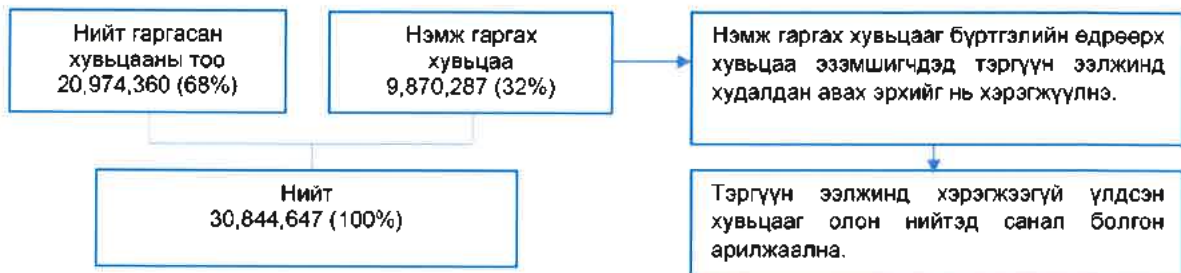 Нийт гаргасан
хувьцааны тоо
20,974,360 (68%)
Нэмж гаргах
хувьцаа
9,870,287 (32%)
Нэмж гаргах хувьцааг бүртгэлийн өдрөөрх
хувьцаа эзэмшигчдэд тэргүүн ээлжинд
худалдан авах эрхийг нь хэрэгжүүлнэ.
Нийт
30,844,647 (100%)
Тэргүүн ээлжинд хэрэгжээгүй үлдсэн
хувьцааг олон нийтэд санал болгон
арилжаална.